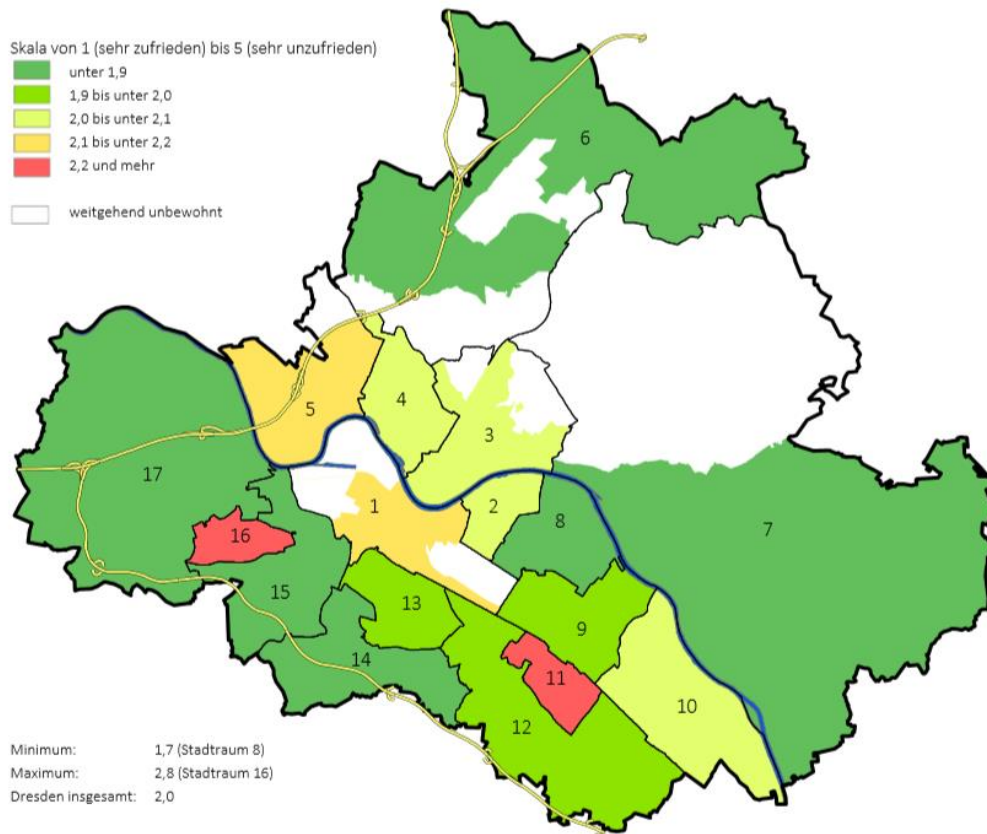 Skala von 1 (sehr zufrieden) bis 5 (sehr unzufrieden)
unter 1,9
1,9 bis unter 2,0
2,0 bis unter 2,1
2,1 bis unter 2,2
2,2 und mehr
weitgehend unbewohnt
6
5
4
3
17
1
2
8
7
16
15
13
9
14
11
10
12
Minimum: 1,7 (Stadtraum 8)
Maximum: 2,8 (Stadtraum 16)
Dresden insgesamt: 2,0